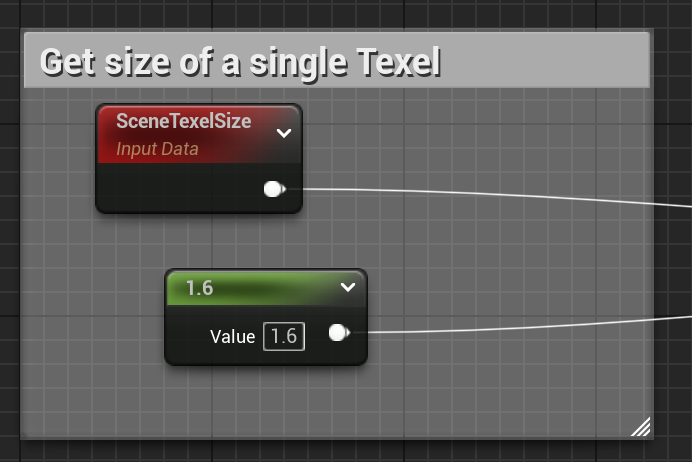 Get size of a single Texel
SceneTexelSize
Input Data
1.6
Value 1.6